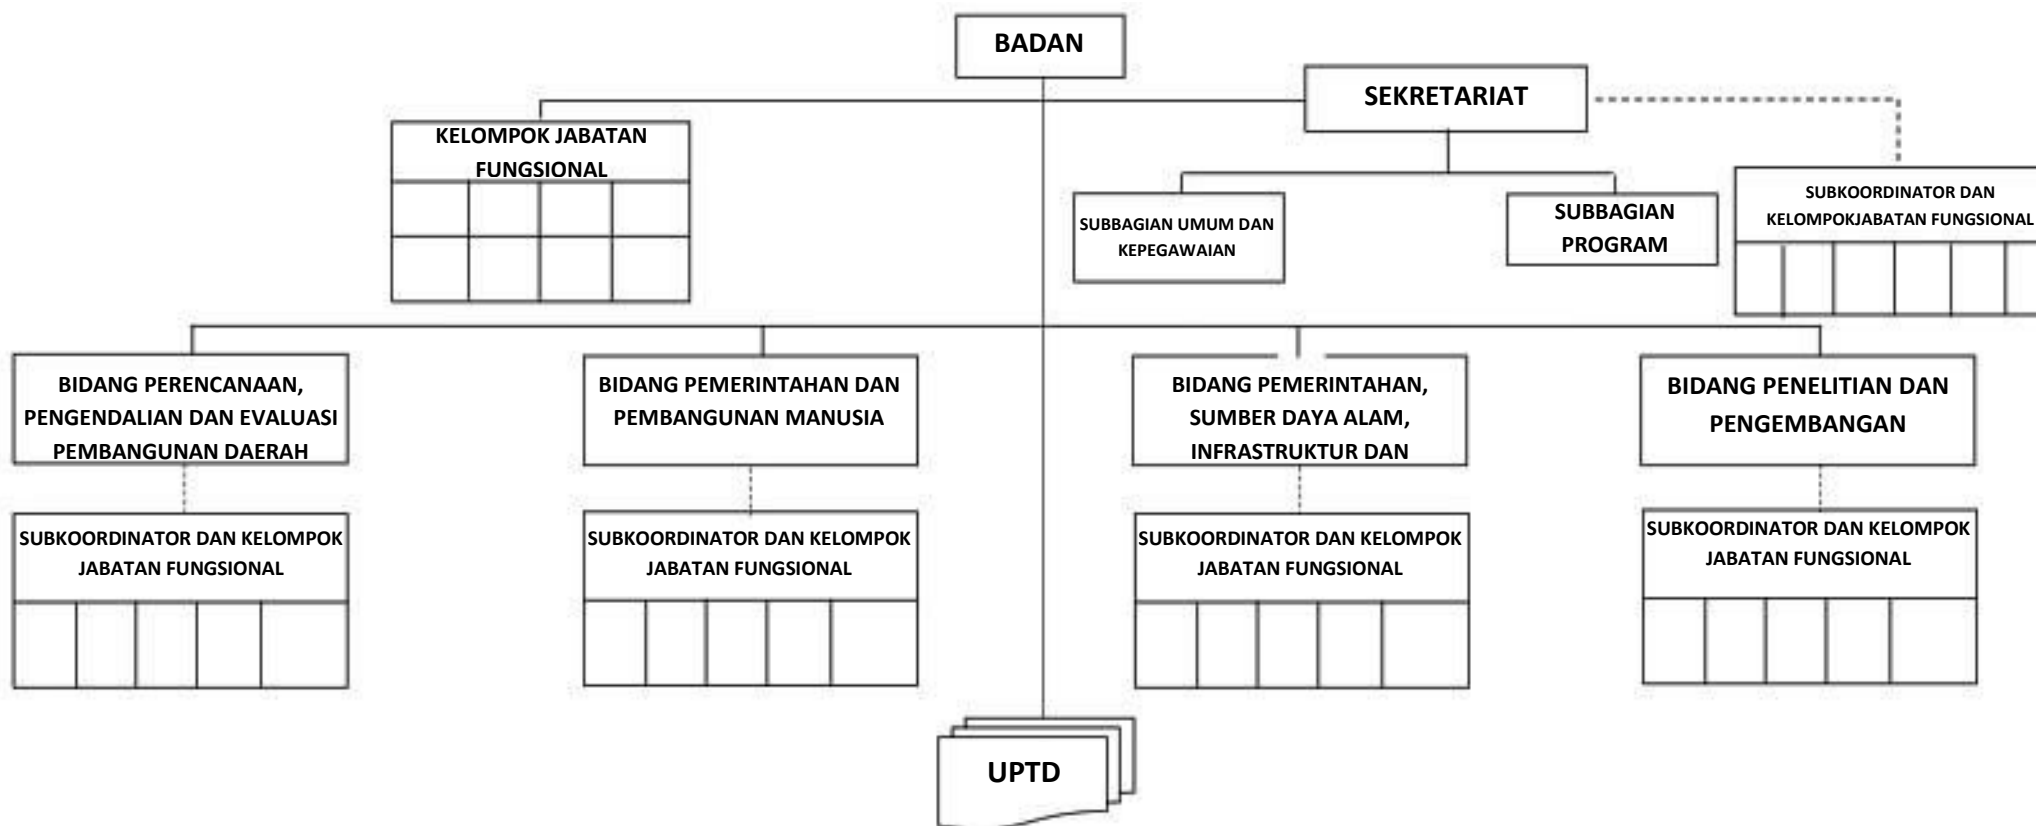 BADAN
SEKRETARIAT
KELOMPOK JABATAN
FUNGSIONAL
SUBBAGIAN UMUM DAN
KEPEGAWAIAN
SUBBAGIAN
PROGRAM
SUBKOORDINATOR DAN
KELOMPOKJABATAN FUNGSIONAL
BIDANG PERENCANAAN,
PENGENDALIAN DAN EVALUASI
PEMBANGUNAN DAERAH
BIDANG PEMERINTAHAN DAN
PEMBANGUNAN MANUSIA
BIDANG PEMERINTAHAN,
SUMBER DAYA ALAM,
INFRASTRUKTUR DAN
BIDANG PENELITIAN DAN
PENGEMBANGAN
SUBKOORDINATOR DAN KELOMPOK
JABATAN FUNGSIONAL
SUBKOORDINATOR DAN KELOMPOK
JABATAN FUNGSIONAL
SUBKOORDINATOR DAN KELOMPOK
JABATAN FUNGSIONAL
SUBKOORDINATOR DAN KELOMPOK
JABATAN FUNGSIONAL
UPTD